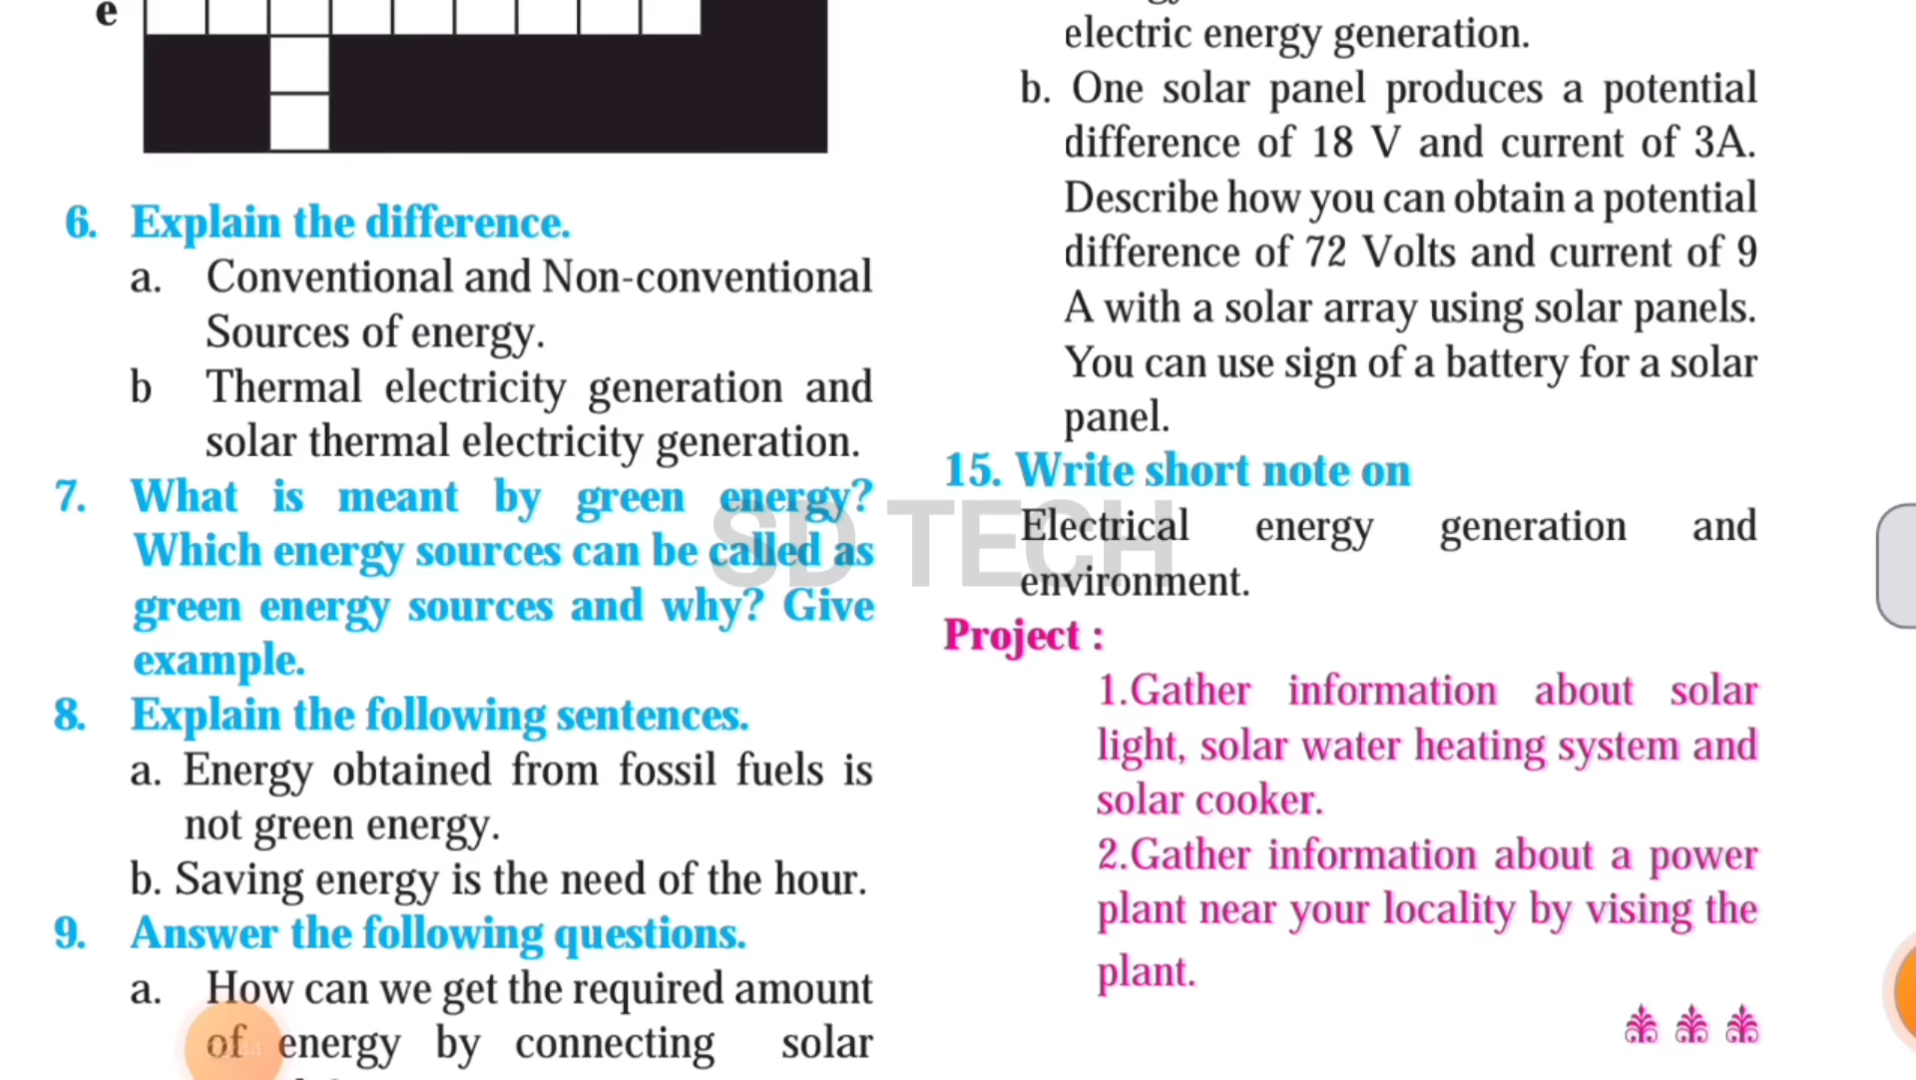 e
6. Explain the difference.
a. Conventional and Non-conventional
Sources of energy.
b Thermal electricity generation and
solar thermal electricity generation.
7. What is meant by green energy?
Which energy sources can be called as
green energy sources and why? Give
example.
8. Explain the following sentences.
a. Energy obtained from fossil fuels is
not green energy.
b. Saving energy is the need of the hour.
9. Answer the following questions.
a. How can we get the required amount
of energy by connecting solar
electric energy generation.
b. One solar panel produces a potential
difference of 18 V and current of 3A.
Describe how you can obtain a potential
difference of 72 Volts and current of 9
A with a solar array using solar panels.
You can use sign of a battery for a solar
panel.
15. Write short note on
Electrical energy generation and
environment.
Project :
1.Gather information about solar
light, solar water heating system and
solar cooker.
2.Gather information about a power
plant near your locality by vising the
plant.
SD TECH